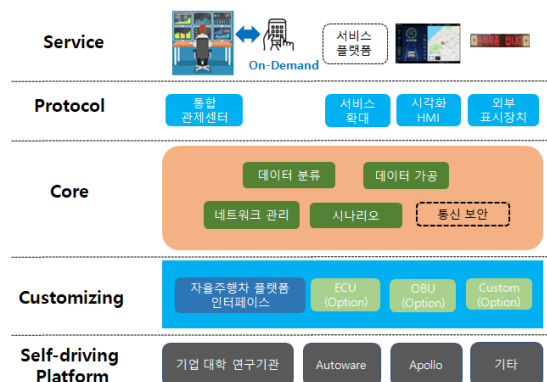 Service
On-Demand
서비스
플랫폼
Protocol
통합
관제센터
서비스
확대
시각화
HMI
외부
표시장치
Core
데이터 분류
데이터 가공
네트워크 관리
시나리오
통신 보안
Customizing
자율주행차 플랫폼
인터페이스
ECU
(Option)
OBU
(Option)
Custom
(Option)
Self-driving
Platform
기업 대학 연구기관
Autoware
Apollo
기타